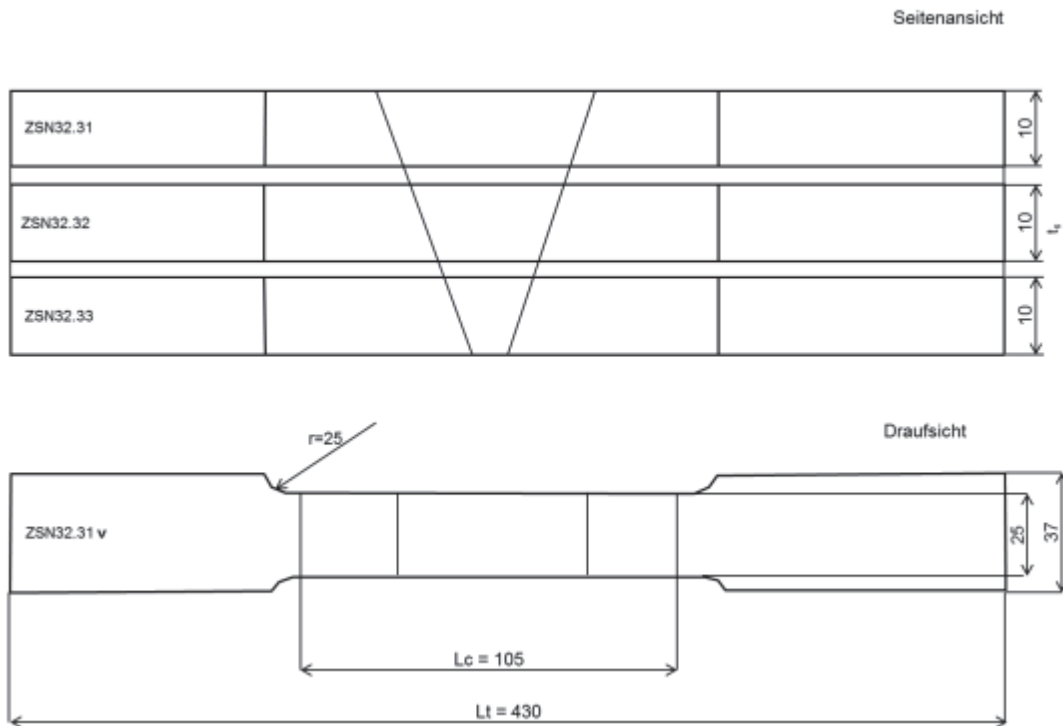 Seitenansicht
ZSN32.31
10
ZSN32.32
10
tₛ
ZSN32.33
10
Draufsicht
r=25
ZSN32.31 v
25
37
Lc = 105
Lt = 430